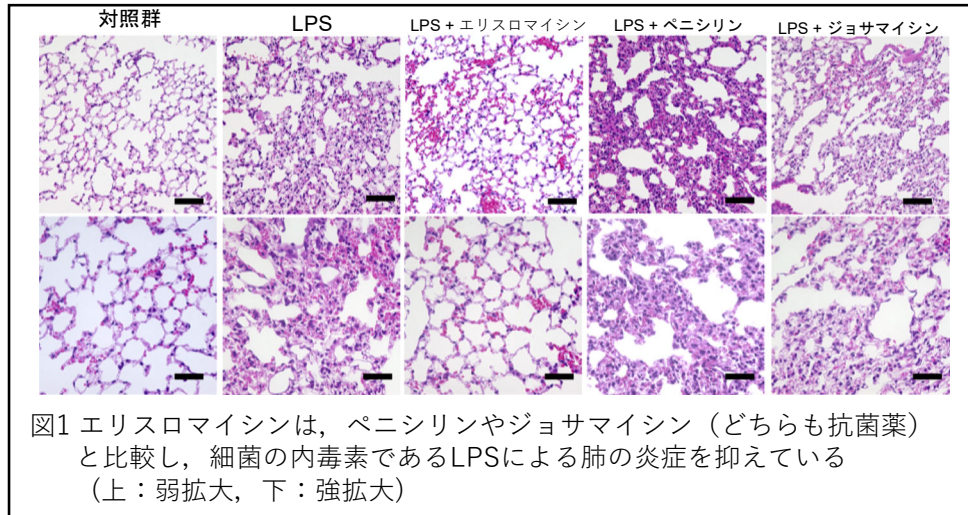 対照群
LPS
LPS + エリスロマイシン
LPS + ペニシリン
LPS + ジョサマイシン
図1 エリスロマイシンは，ペニシリンやジョサマイシン（どちらも抗菌薬）
と比較し，細菌の内毒素であるLPSによる肺の炎症を抑えている
（上：弱拡大，下：強拡大）